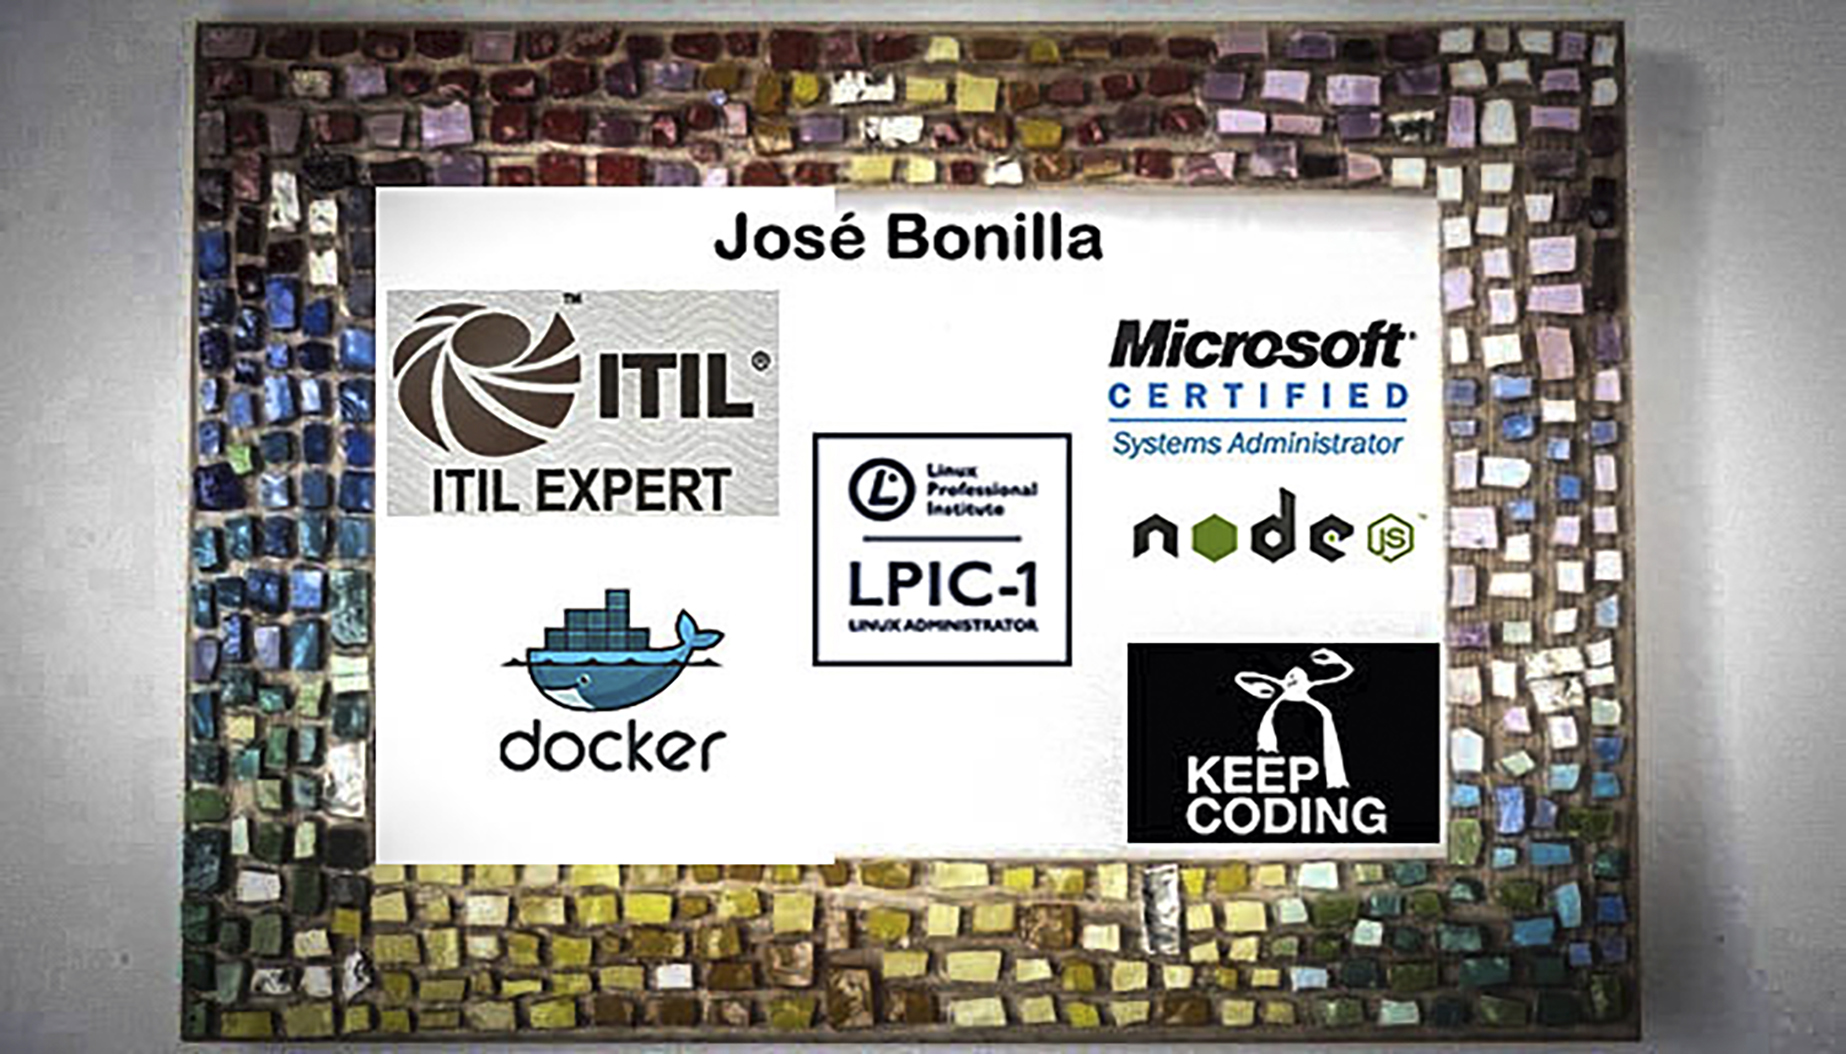 José Bonilla
™
ITIL®
ITIL EXPERT
Microsoft
CERTIFIED
Systems Administrator
Linux
Professional
Institute
LPIC-1
LINUX ADMINISTRATOR
node JS
docker
KEEP
CODING